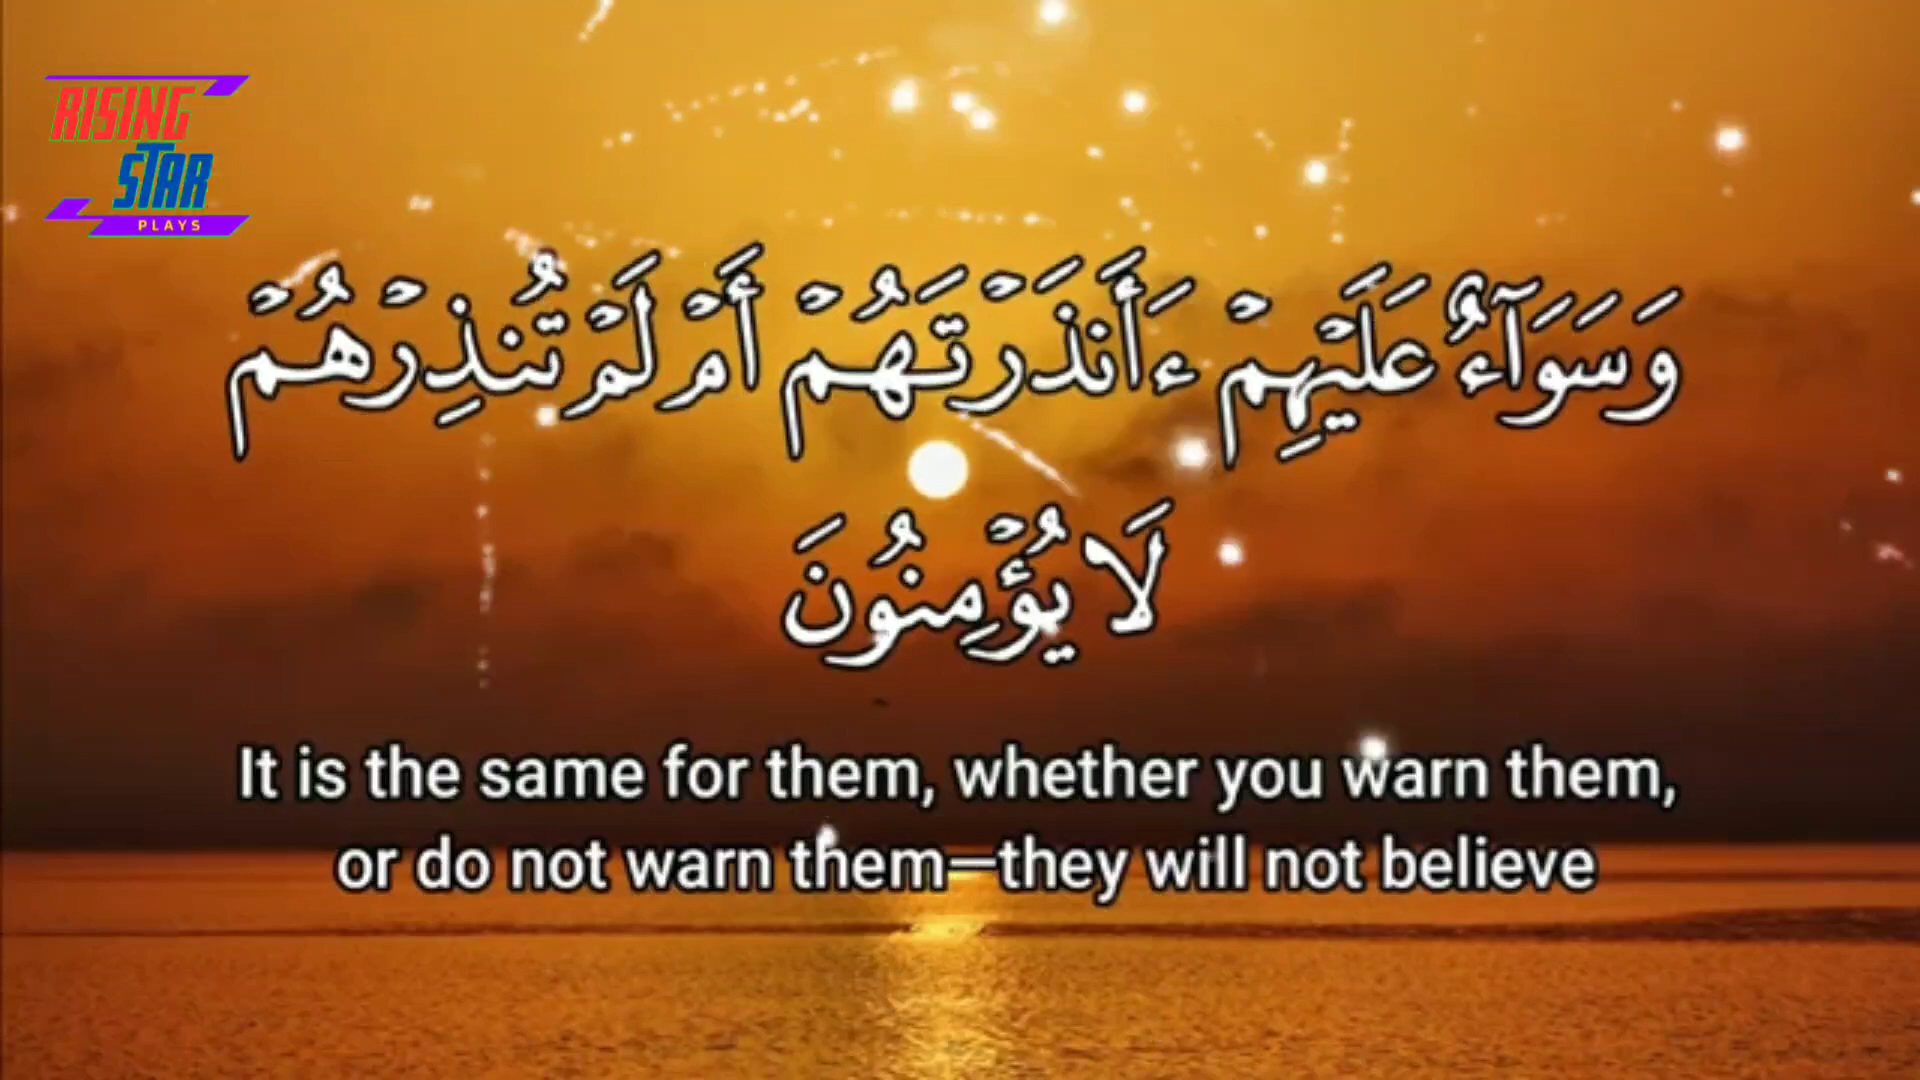 RISING
STAR
PLAYS
وَسَوَآءٌ عَلَيۡهِمۡ ءَأَنذَرۡتَهُمۡ أَمۡ لَمۡ تُنذِرۡهُمۡ
لَا يُؤۡمِنُونَ
It is the same for them, whether you warn them,
or do not warn them—they will not believe